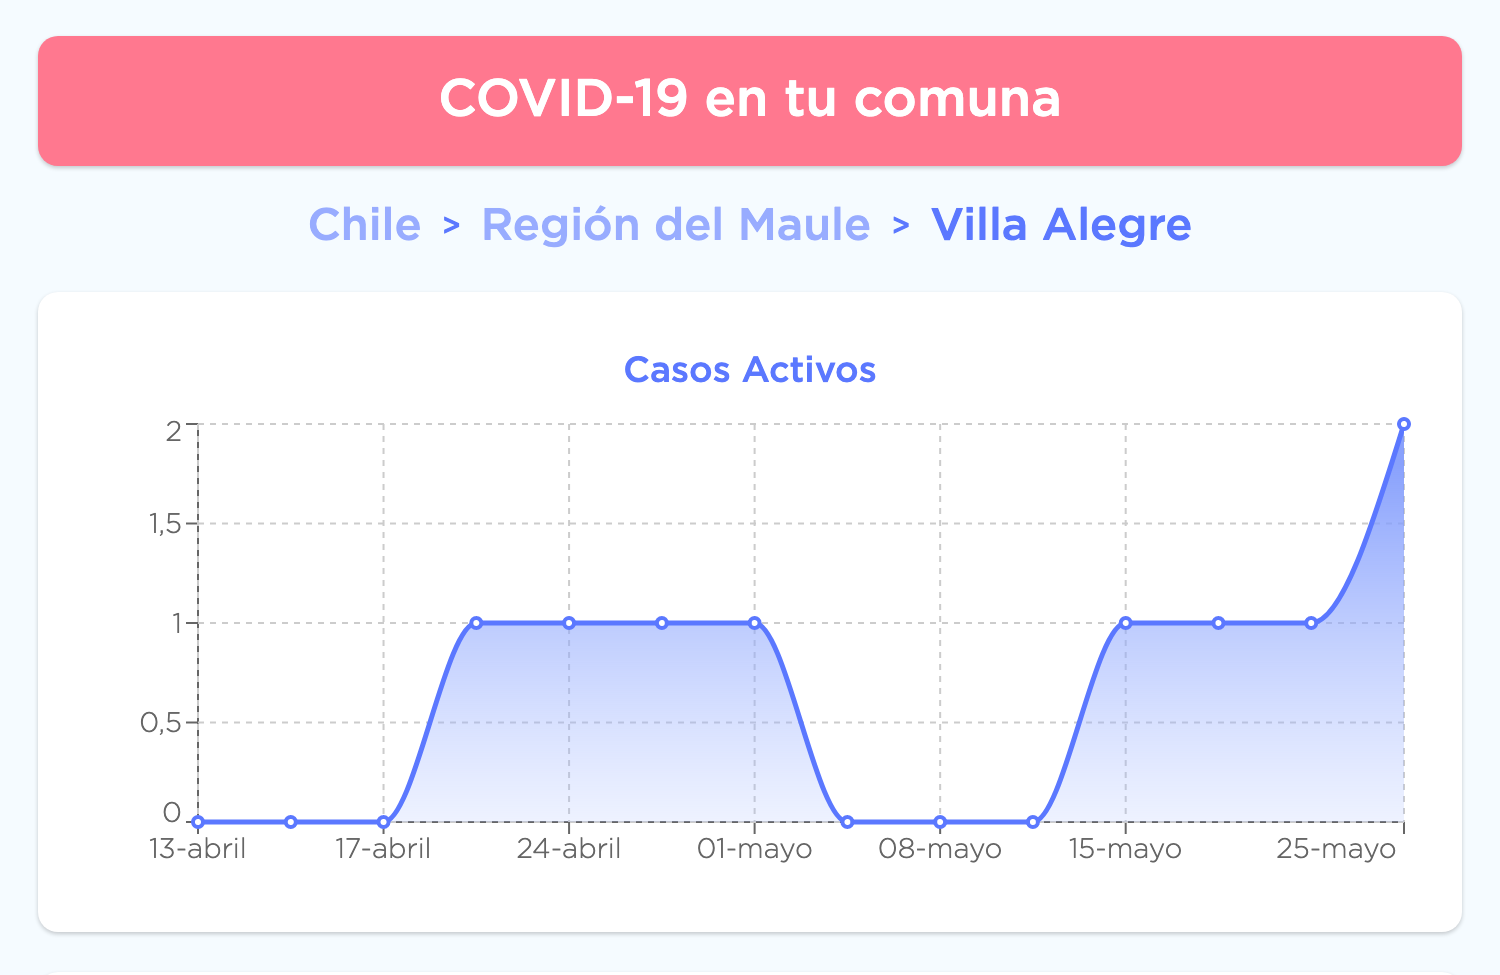 COVID-19 en tu comuna
Chile > Región del Maule > Villa Alegre
Casos Activos
2
1,5
1
0,5
0
13-abril 17-abril 24-abril 01-mayo 08-mayo 15-mayo 25-mayo